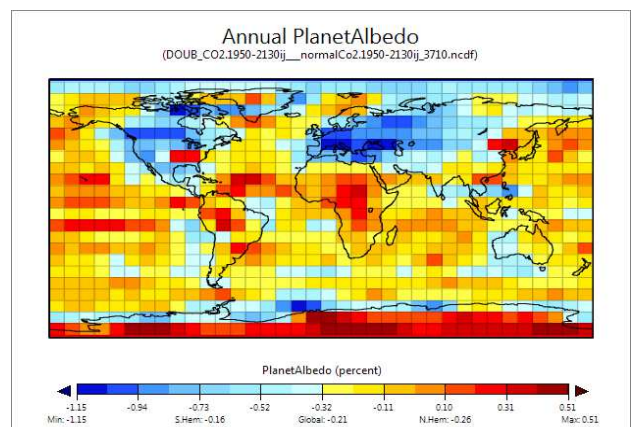 Annual PlanetAlbedo
(DOUB_CO2.1950-2130ij__normalCo2.1950-2130ij_3710.ncdf)
PlanetAlbedo (percent)
-1.15 -0.94 -0.73 -0.52 -0.32 -0.11 0.10 0.31 0.51
Min: -1.15 S.Hem: -0.16 Global: -0.21 N.Hem: -0.26 Max: 0.51